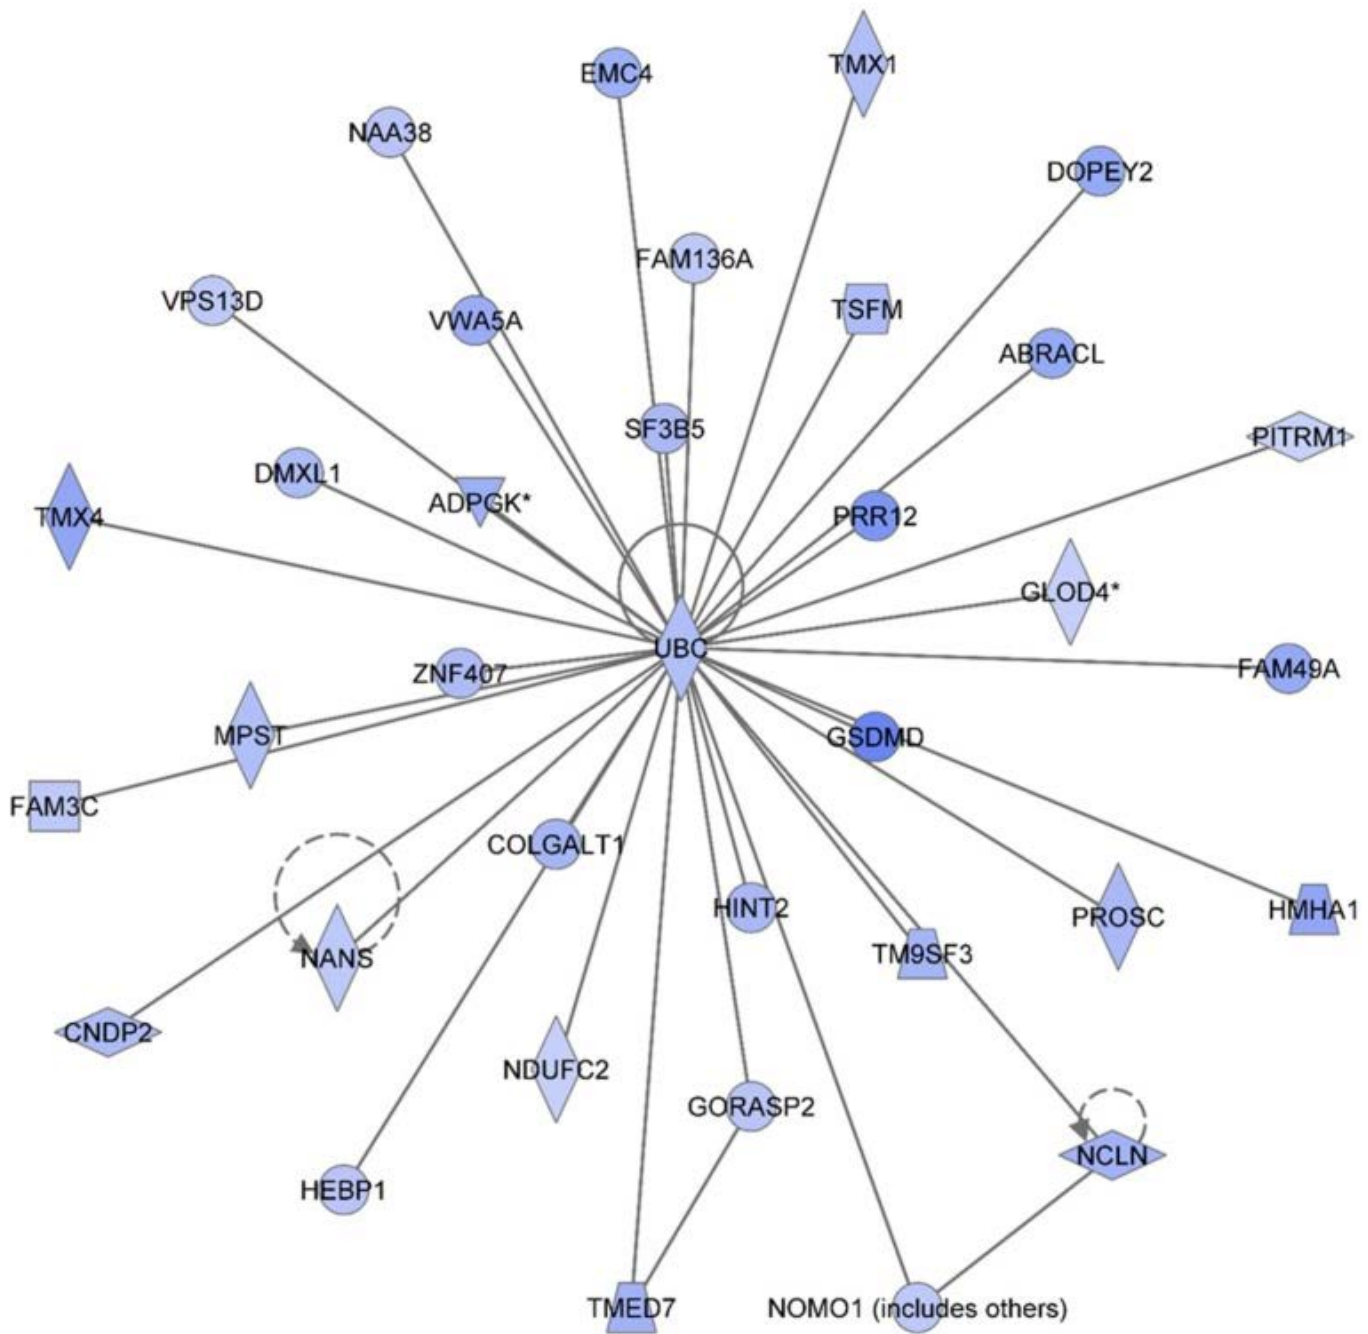 TMX1
EMC4
NAA38
DOPEY2
FAM136A
VPS13D
TSFM
VWA5A
ABRACL
SF3B5
PITRM1
DMXL1
ADPGK*
TMX4
PRR12
GLOD4*
UBC
FAM49A
ZNF407
MPST
GSDMD
FAM3C
COLGALT1
HINT2
HMHA1
PROSC
TM9SF3
NANS
CNDP2
NDUFC2
GORASP2
NCLN
HEBP1
TMED7
NOMO1 (includes others)